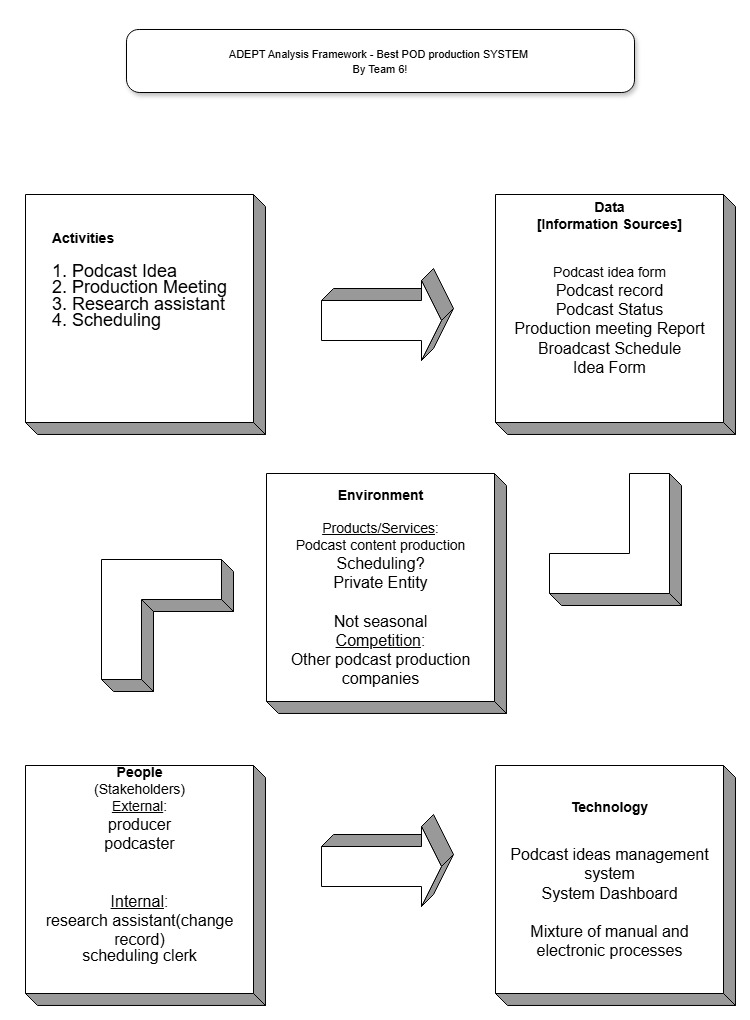 ADEPT Analysis Framework - Best POD production SYSTEM
By Team 6!
Activities
1. Podcast Idea
2. Production Meeting
3. Research assistant
4. Scheduling
Data
[Information Sources]
Podcast idea form
Podcast record
Podcast Status
Production meeting Report
Broadcast Schedule
Idea Form
Environment
Products/Services:
Podcast content production
Scheduling?
Private Entity
Not seasonal
Competition:
Other podcast production
companies
People
(Stakeholders)
External:
producer
podcaster
Internal:
research assistant(change
record)
scheduling clerk
Technology
Podcast ideas management
system
System Dashboard
Mixture of manual and
electronic processes